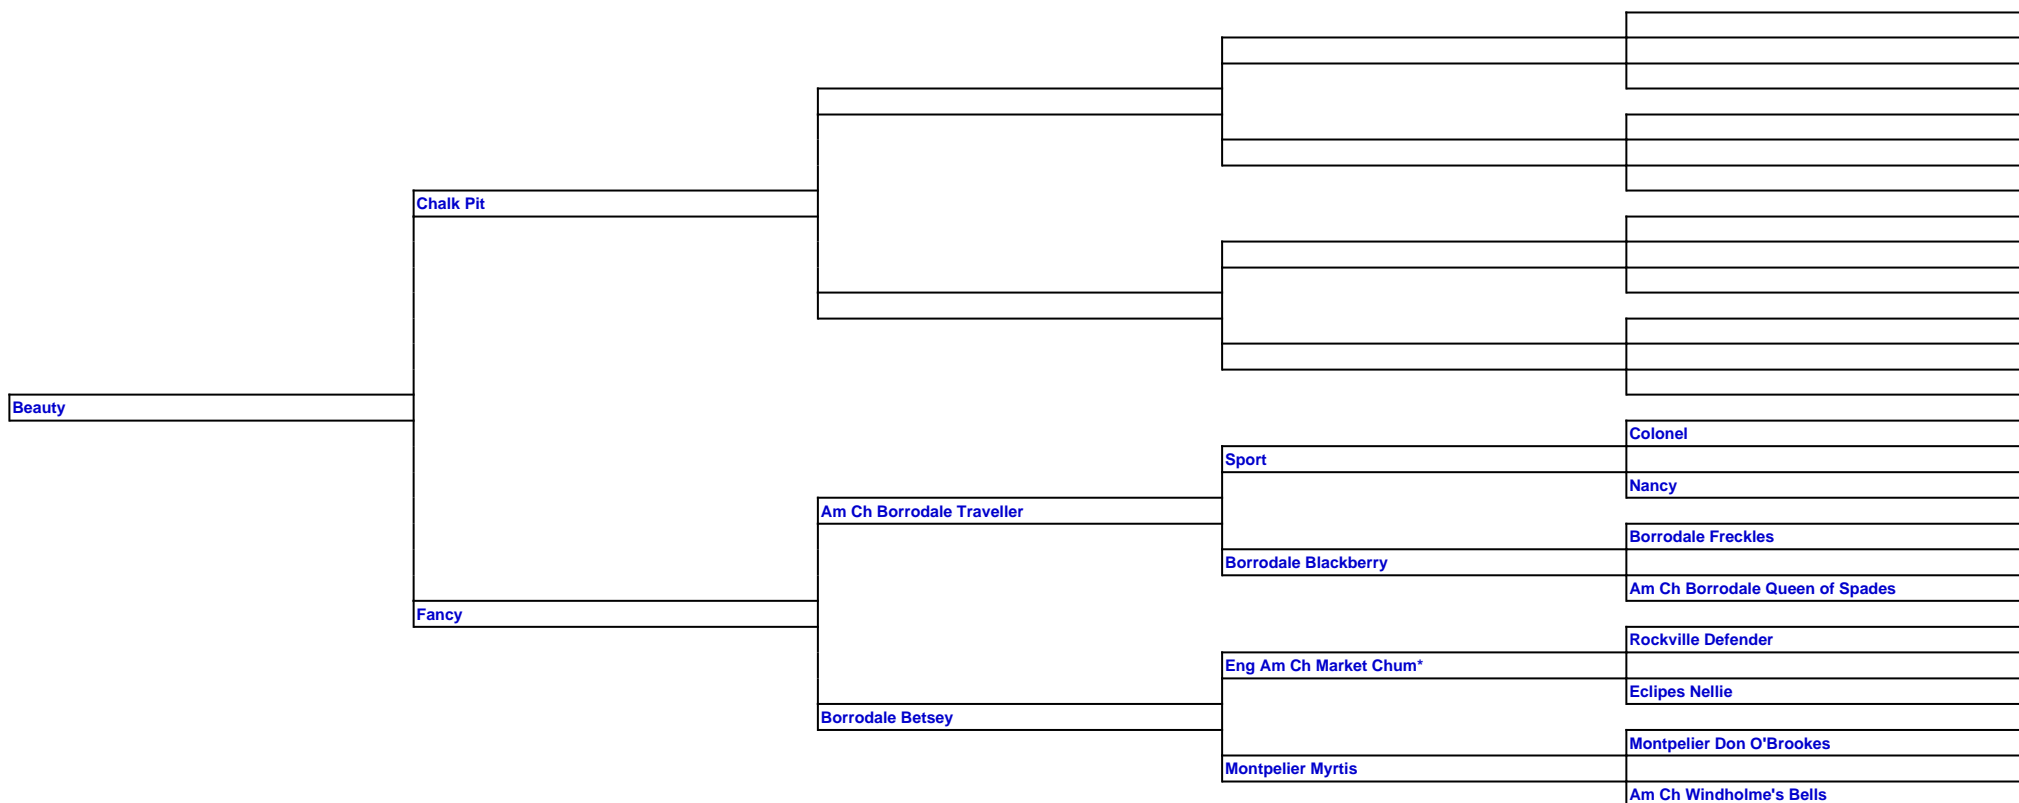 Chalk Pit
Beauty
Colonel
Sport
Nancy
Am Ch Borrodale Traveller
Borrodale Freckles
Borrodale Blackberry
Am Ch Borrodale Queen of Spades
Fancy
Rockville Defender
Eng Am Ch Market Chum*
Eclipes Nellie
Borrodale Betsey
Montpelier Don O'Brookes
Montpelier Myrtis
Am Ch Windholme's Bells